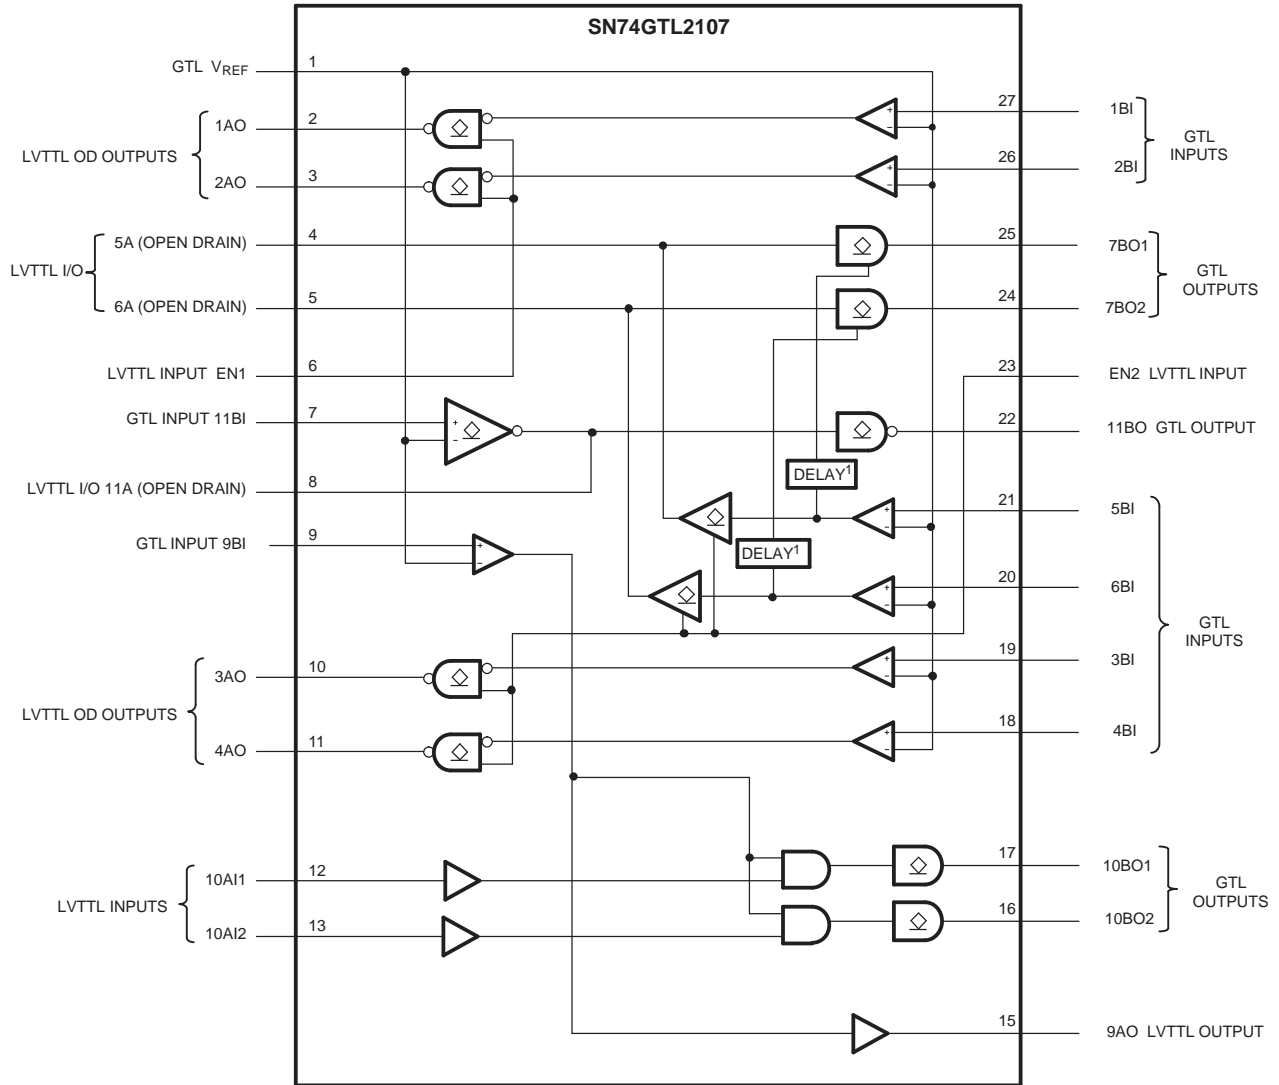 SN74GTL2107
GTL VREF 1
1AO 2
LVTTL OD OUTPUTS
2AO 3
5A (OPEN DRAIN) 4
LVTTL I/O
6A (OPEN DRAIN) 5
LVTTL INPUT EN1 6
GTL INPUT 11BI 7
LVTTL I/O 11A (OPEN DRAIN) 8
GTL INPUT 9BI 9
3AO 10
LVTTL OD OUTPUTS
4AO 11
10AI1 12
LVTTL INPUTS
10AI2 13
+
-
+
-
+
-
+
-
DELAY1
+
-
DELAY1
+
-
+
-
+
-
27 1BI
GTL
INPUTS
26 2BI
25 7BO1
GTL
OUTPUTS
24 7BO2
23 EN2 LVTTL INPUT
22 11BO GTL OUTPUT
21 5BI
20 6BI
GTL
INPUTS
19 3BI
18 4BI
17 10BO1
GTL
OUTPUTS
16 10BO2
15 9AO LVTTL OUTPUT